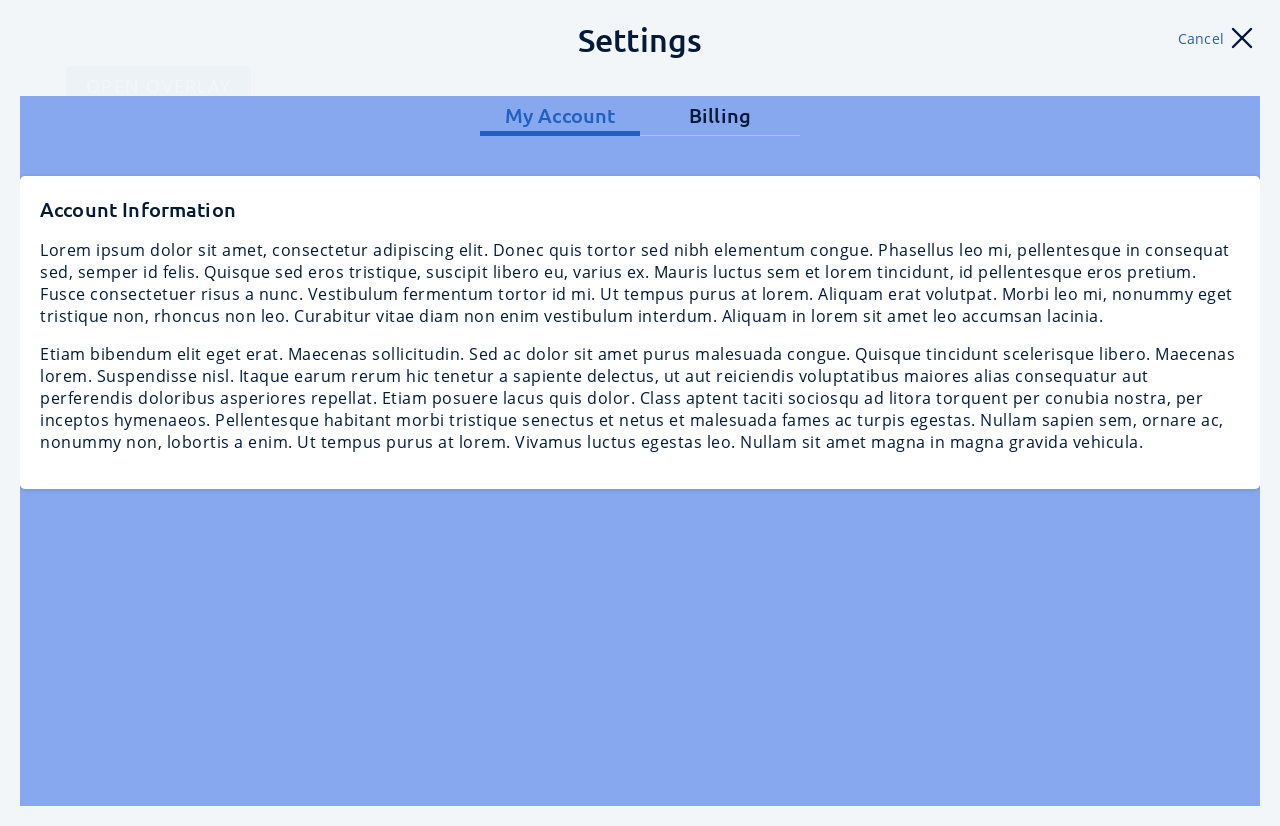 Settings
Cancel
OPEN OVERLAY
My Account
Billing
Account Information
Lorem ipsum dolor sit amet, consectetur adipiscing elit. Donec quis tortor sed nibh elementum congue. Phasellus leo mi, pellentesque in consequat
sed, semper id felis. Quisque sed eros tristique, suscipit libero eu, varius ex. Mauris luctus sem et lorem tincidunt, id pellentesque eros pretium.
Fusce consectetuer risus a nunc. Vestibulum fermentum tortor id mi. Ut tempus purus at lorem. Aliquam erat volutpat. Morbi leo mi, nonummy eget
tristique non, rhoncus non leo. Curabitur vitae diam non enim vestibulum interdum. Aliquam in lorem sit amet leo accumsan lacinia.
Etiam bibendum elit eget erat. Maecenas sollicitudin. Sed ac dolor sit amet purus malesuada congue. Quisque tincidunt scelerisque libero. Maecenas
lorem. Suspendisse nisl. Itaque earum rerum hic tenetur a sapiente delectus, ut aut reiciendis voluptatibus maiores alias consequatur aut
perferendis doloribus asperiores repellat. Etiam posuere lacus quis dolor. Class aptent taciti sociosqu ad litora torquent per conubia nostra, per
inceptos hymenaeos. Pellentesque habitant morbi tristique senectus et netus et malesuada fames ac turpis egestas. Nullam sapien sem, ornare ac,
nonummy non, lobortis a enim. Ut tempus purus at lorem. Vivamus luctus egestas leo. Nullam sit amet magna in magna gravida vehicula.